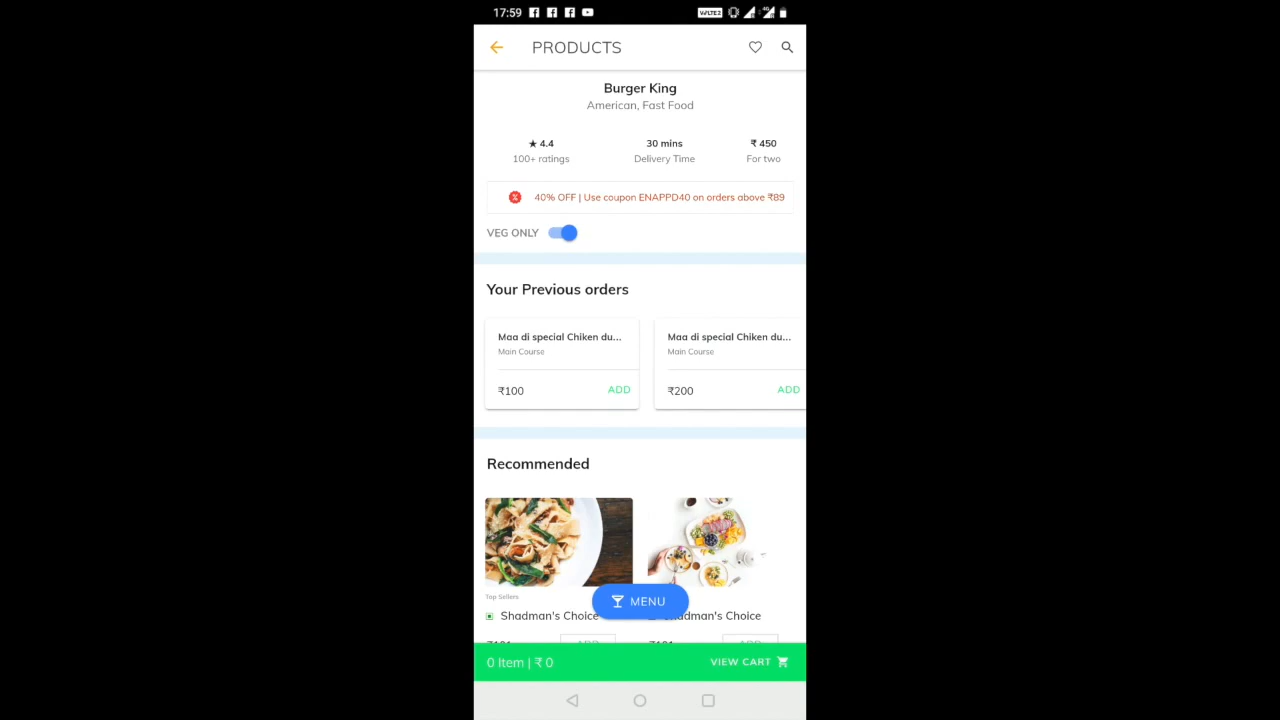 17:59
VoLTE2
4G
PRODUCTS
Burger King
American, Fast Food
★ 4.4
100+ ratings
30 mins
Delivery Time
₹ 450
For two
40% OFF | Use coupon ENAPPD40 on orders above ₹89
VEG ONLY
Your Previous orders
Maa di special Chiken du...
Main Course
₹100
ADD
Maa di special Chiken du...
Main Course
₹200
ADD
Recommended
Top Sellers
Shadman's Choice
dman's Choice
MENU
0 Item | ₹ 0
VIEW CART